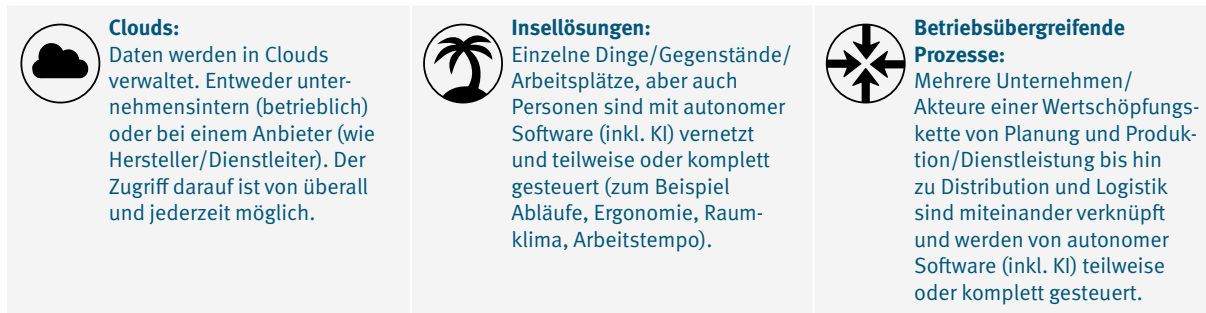 Clouds:
Daten werden in Clouds
verwaltet. Entweder unter-
nehmensintern (betrieblich)
oder bei einem Anbieter (wie
Hersteller/Dienstleiter). Der
Zugriff darauf ist von überall
und jederzeit möglich.
Insellösungen:
Einzelne Dinge/Gegenstände/
Arbeitsplätze, aber auch
Personen sind mit autonomer
Software (inkl. KI) vernetzt
und teilweise oder komplett
gesteuert (zum Beispiel
Abläufe, Ergonomie, Raum-
klima, Arbeitstempo).
Betriebsübergreifende
Prozesse:
Mehrere Unternehmen/
Akteure einer Wertschöpfungs-
kette von Planung und Produk-
tion/Dienstleistung bis hin
zu Distribution und Logistik
sind miteinander verknüpft
und werden von autonomer
Software (inkl. KI) teilweise
oder komplett gesteuert.